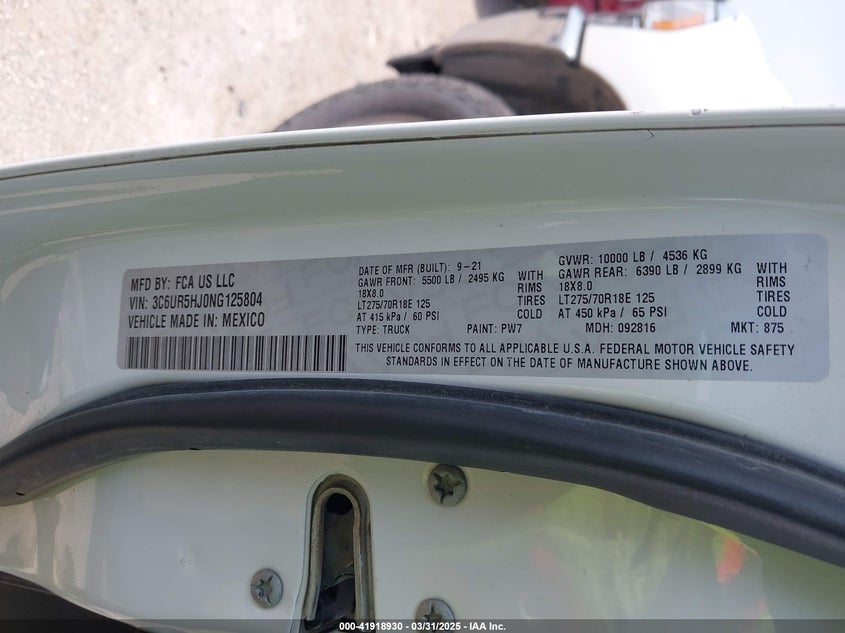 MFD BY: FCA US LLC
VIN: 3C6UR5HJ0NG125804
VEHICLE MADE IN: MEXICO
DATE OF MFR (BUILT): 9-21
GAWR FRONT: 5500 LB / 2495 KG WITH
18X8.0 RIMS
LT275/70R18E 125 TIRES
AT 415 kPa / 60 PSI COLD
TYPE: TRUCK PAINT: PW7
GVWR: 10000 LB / 4536 KG
GAWR REAR: 6390 LB / 2899 KG WITH
18X8.0 RIMS
LT275/70R18E 125 TIRES
AT 450 kPa / 65 PSI COLD
MDH: 092816 MKT: 875
THIS VEHICLE CONFORMS TO ALL APPLICABLE U.S.A. FEDERAL MOTOR VEHICLE SAFETY
STANDARDS IN EFFECT ON THE DATE OF MANUFACTURE SHOWN ABOVE.
000-41918930 - 03/31/2025 - IAA Inc.